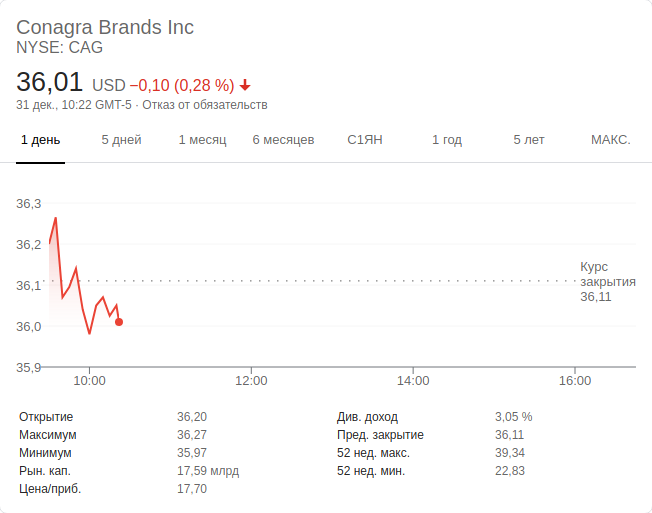 Conagra Brands Inc
NYSE: CAG
36,01 USD −0,10 (0,28 %)
31 дек., 10:22 GMT-5 · Отказ от обязательств
1 день 5 дней 1 месяц 6 месяцев С1ЯН 1 год 5 лет МАКС.
36,3
36,2
36,1
36,0
35,9
Курс
закрытия
36,11
10:00 12:00 14:00 16:00
Открытие 36,20 Див. доход 3,05 %
Максимум 36,27 Пред. закрытие 36,11
Минимум 35,97 52 нед. макс. 39,34
Рын. кап. 17,59 млрд 52 нед. мин. 22,83
Цена/приб. 17,70